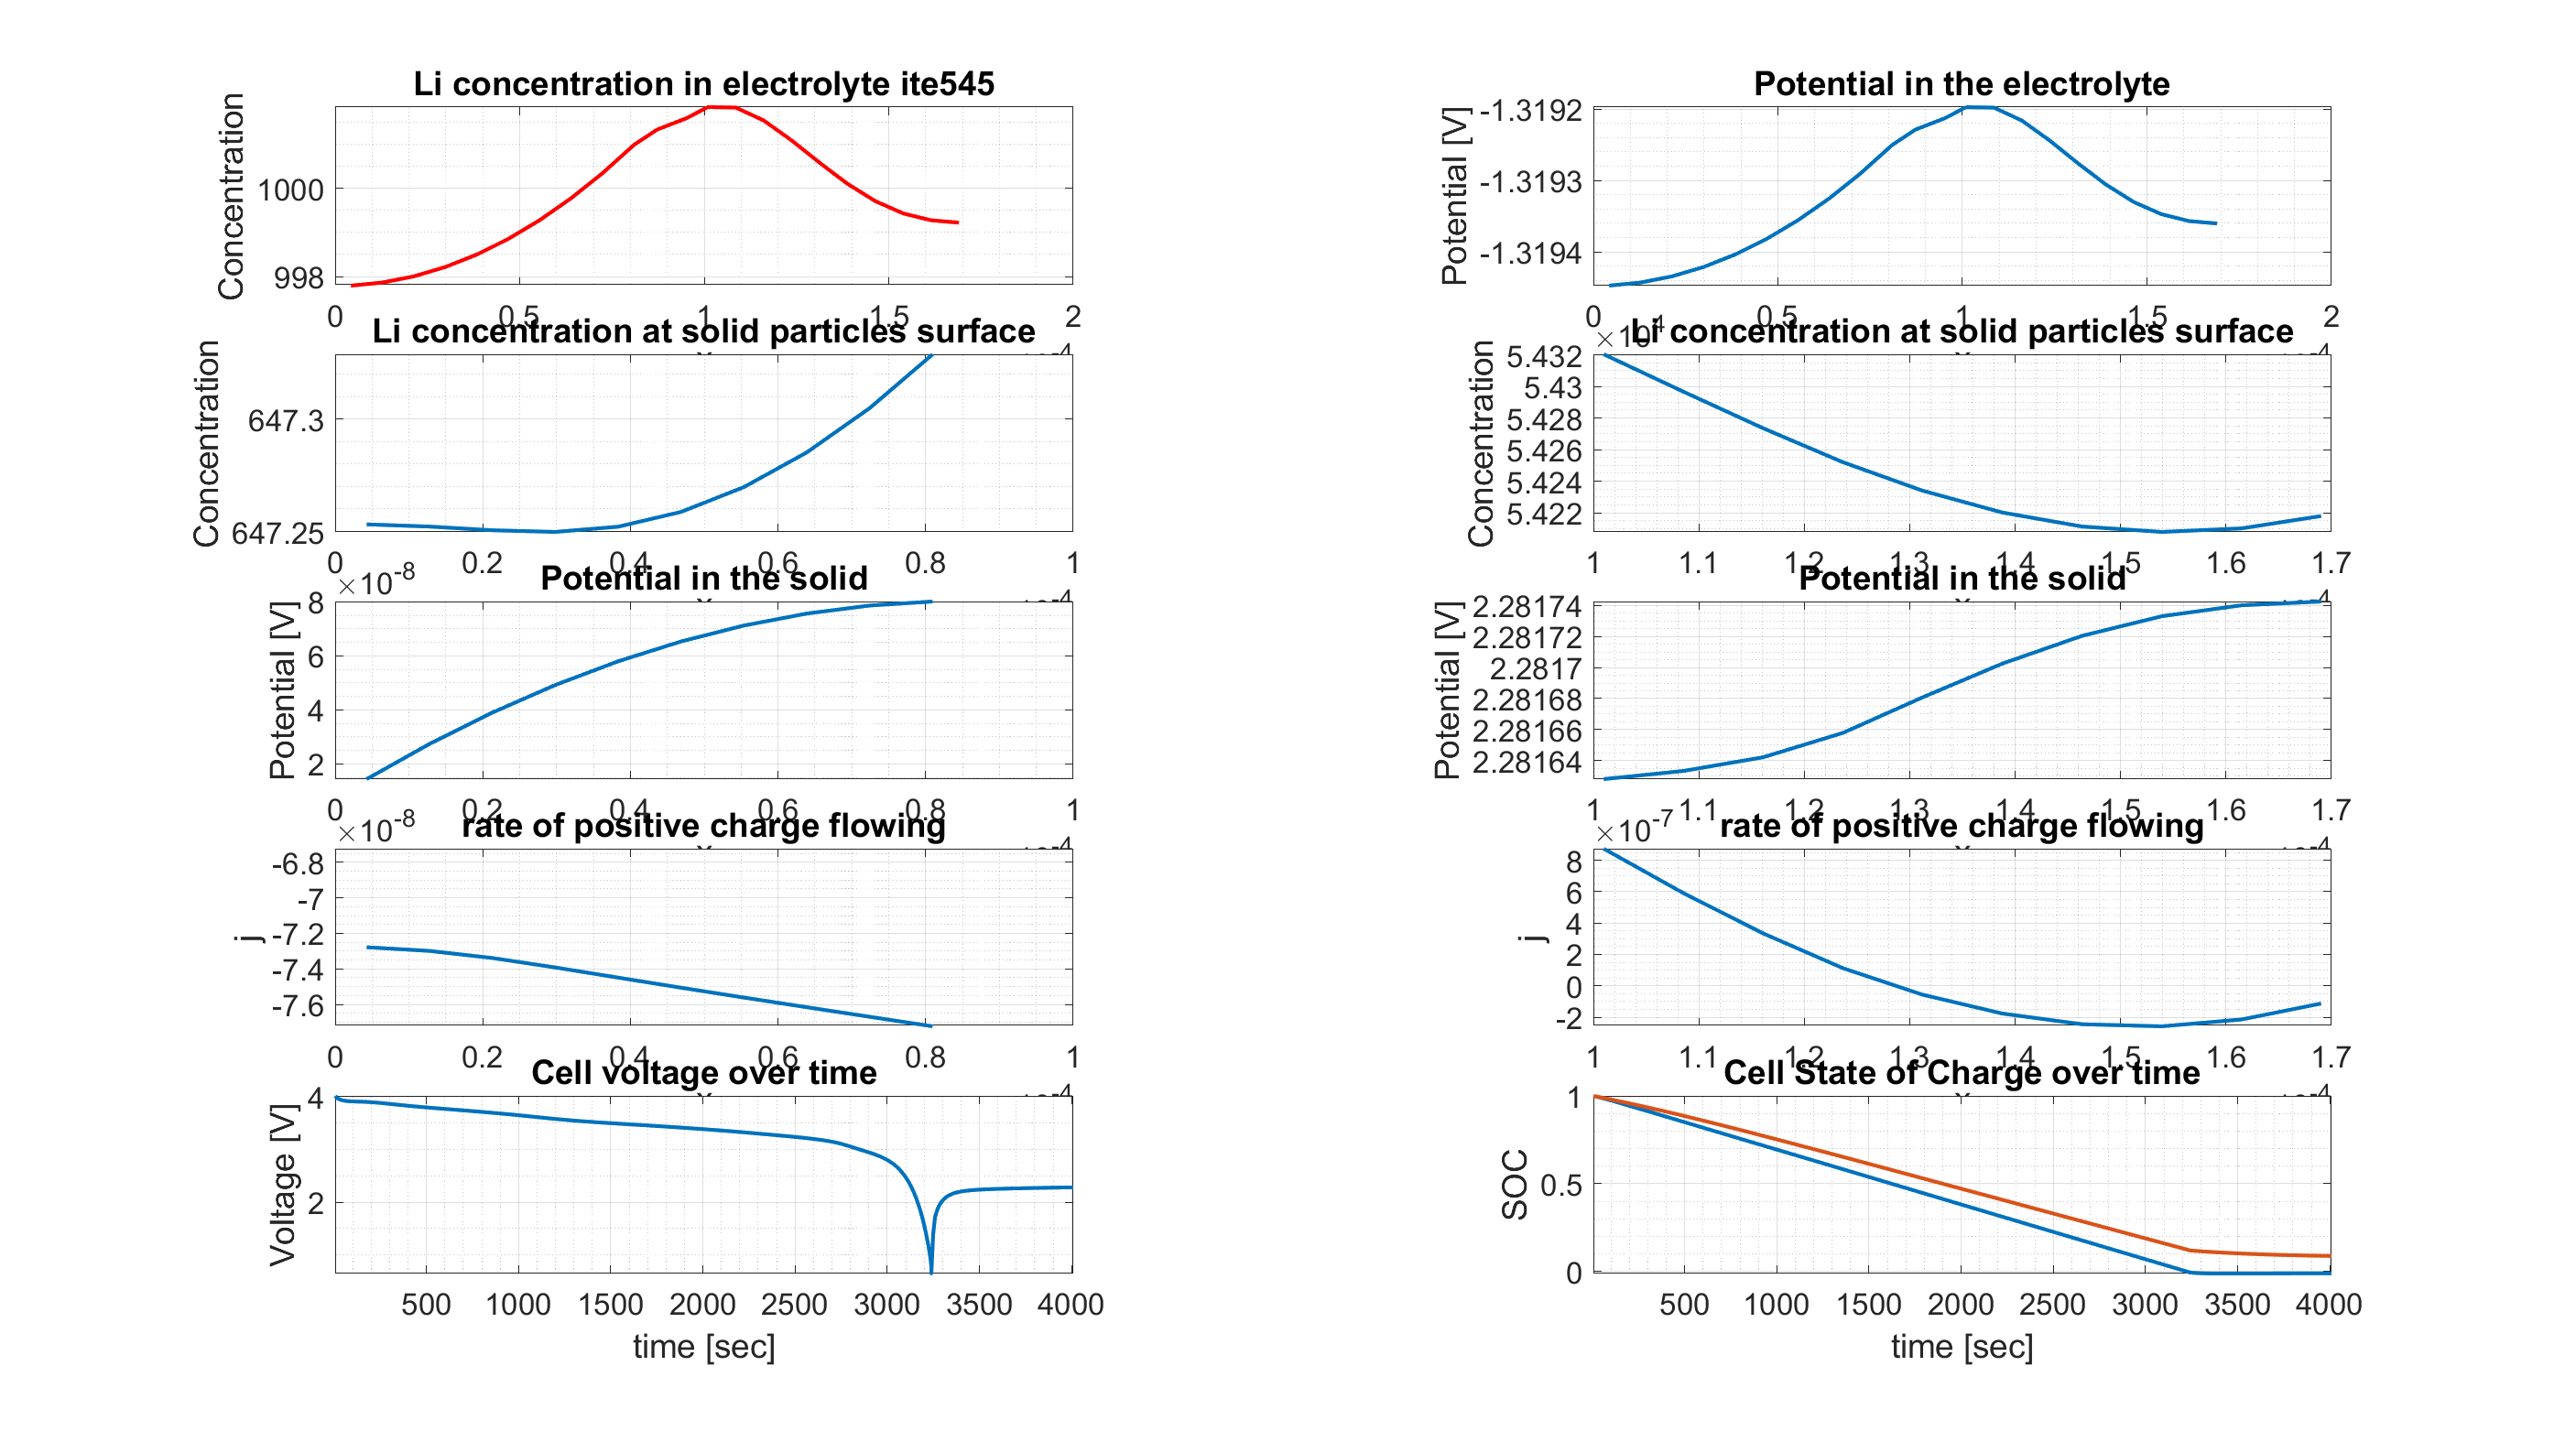 Li concentration in electrolyte ite545
Concentration
1000
998
0 0.5 1 1.5 2
Potential in the electrolyte
Potential [V]
-1.3192
-1.3193
-1.3194
0 0.5 1 1.5 2
Li concentration at solid particles surface
Concentration
647.3
647.25
0 0.2 0.4 0.6 0.8 1
Li concentration at solid particles surface
Concentration
5.432
5.43
5.428
5.426
5.424
5.422
1 1.1 1.2 1.3 1.4 1.5 1.6 1.7
Potential in the solid
×10-8
Potential [V]
8
6
4
2
0 0.2 0.4 0.6 0.8 1
Potential in the solid
Potential [V]
2.28174
2.28172
2.2817
2.28168
2.28166
2.28164
1 1.1 1.2 1.3 1.4 1.5 1.6 1.7
rate of positive charge flowing
×10-8
j
-6.8
-7
-7.2
-7.4
-7.6
0 0.2 0.4 0.6 0.8 1
rate of positive charge flowing
×10-7
j
8
6
4
2
0
-2
1 1.1 1.2 1.3 1.4 1.5 1.6 1.7
Cell voltage over time
Voltage [V]
4
2
500 1000 1500 2000 2500 3000 3500 4000
time [sec]
Cell State of Charge over time
SOC
1
0.5
0
500 1000 1500 2000 2500 3000 3500 4000
time [sec]